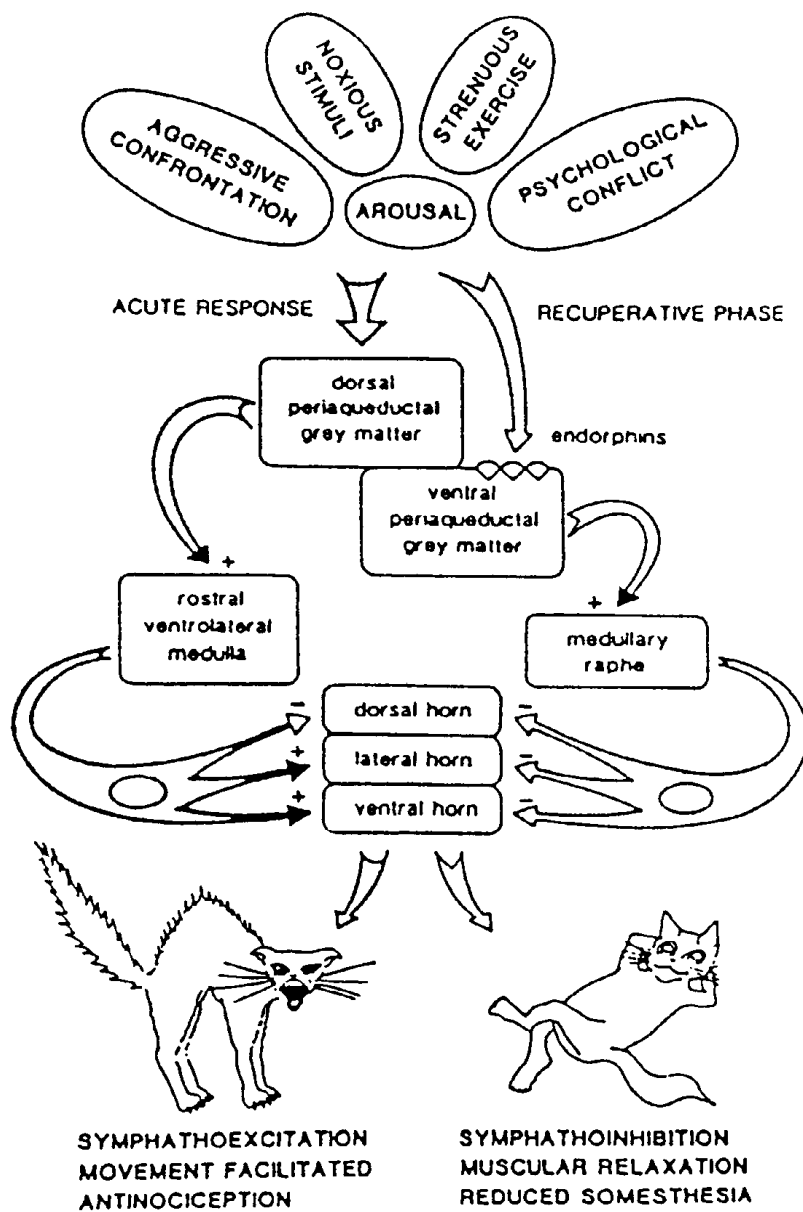 AGGRESSIVE
CONFRONTATION
NOXIOUS
STIMULI
STRENUOUS
EXERCISE
PSYCHOLOGICAL
CONFLICT
AROUSAL
ACUTE RESPONSE
RECUPERATIVE PHASE
dorsal
periaqueductal
grey matter
endorphins
ventral
periaqueductal
grey matter
+
rostral
ventrolateral
medulla
+
medullary
raphe
− dorsal horn −
+ lateral horn −
+ ventral horn −
SYMPHATHOEXCITATION
MOVEMENT FACILITATED
ANTINOCICEPTION
SYMPHATHOINHIBITION
MUSCULAR RELAXATION
REDUCED SOMESTHESIA